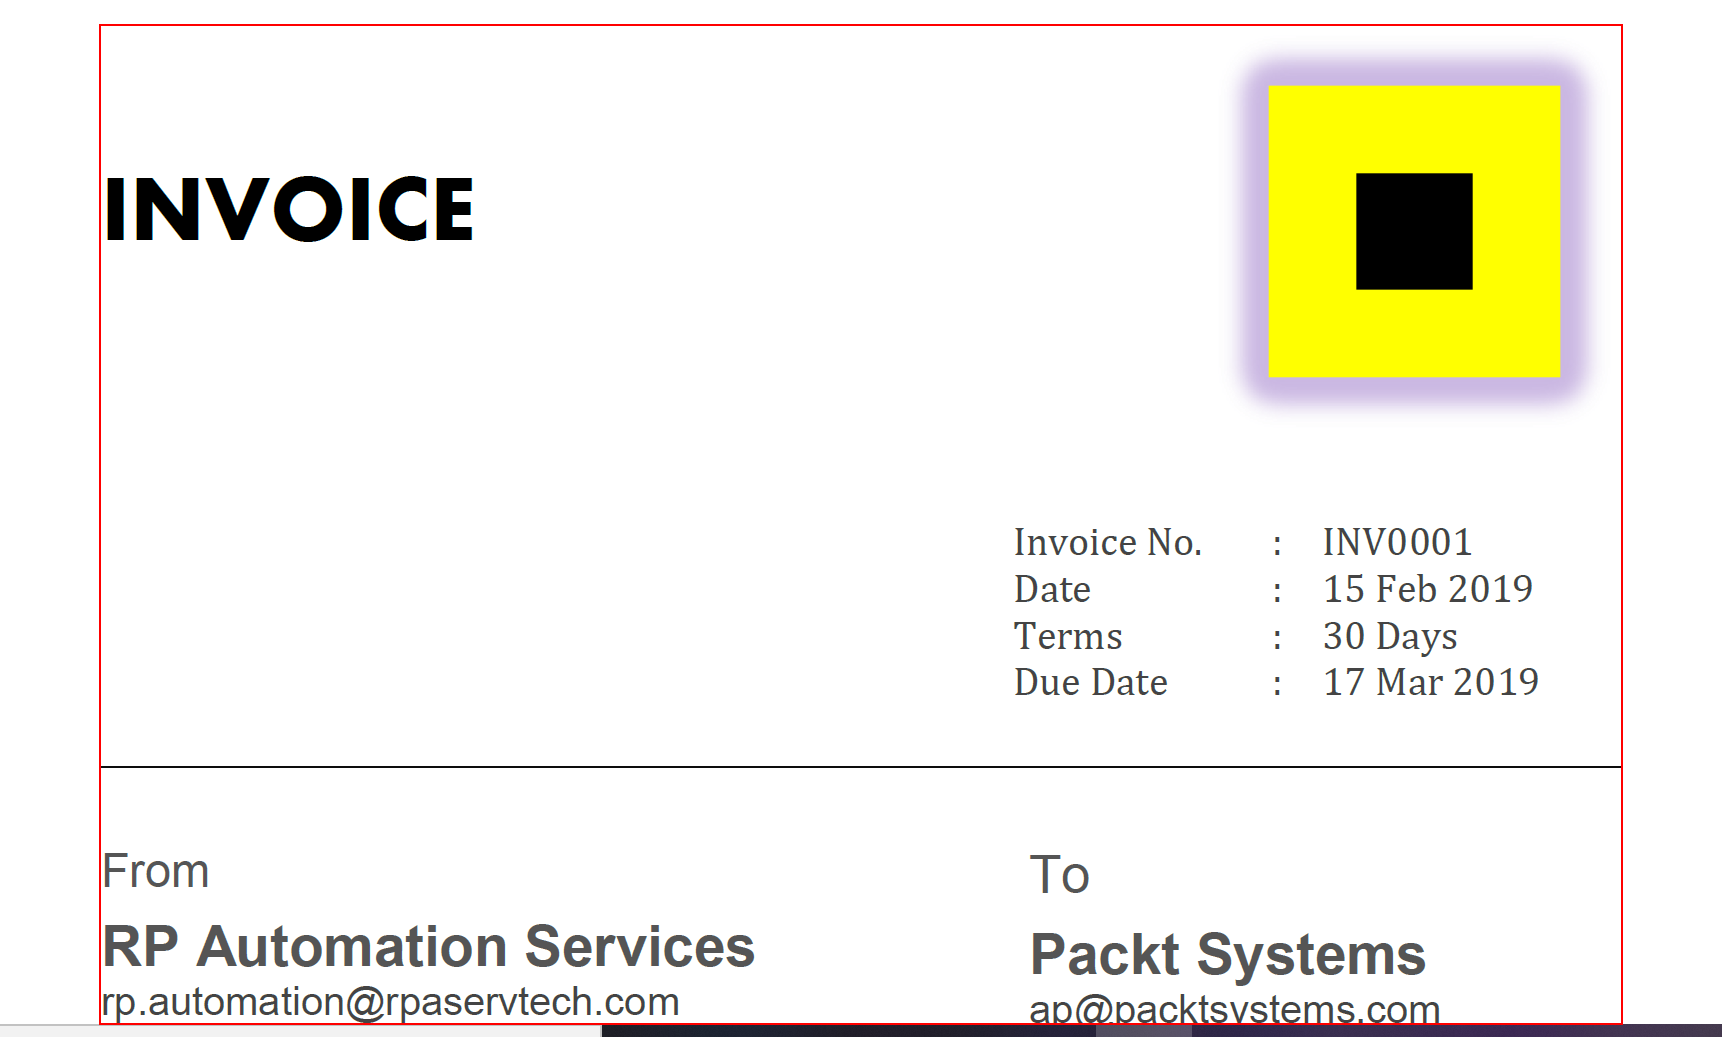 INVOICE
Invoice No. : INV0001
Date : 15 Feb 2019
Terms : 30 Days
Due Date : 17 Mar 2019
From
RP Automation Services
rp.automation@rpaservtech.com
To
Packt Systems
ap@packtsystems.com